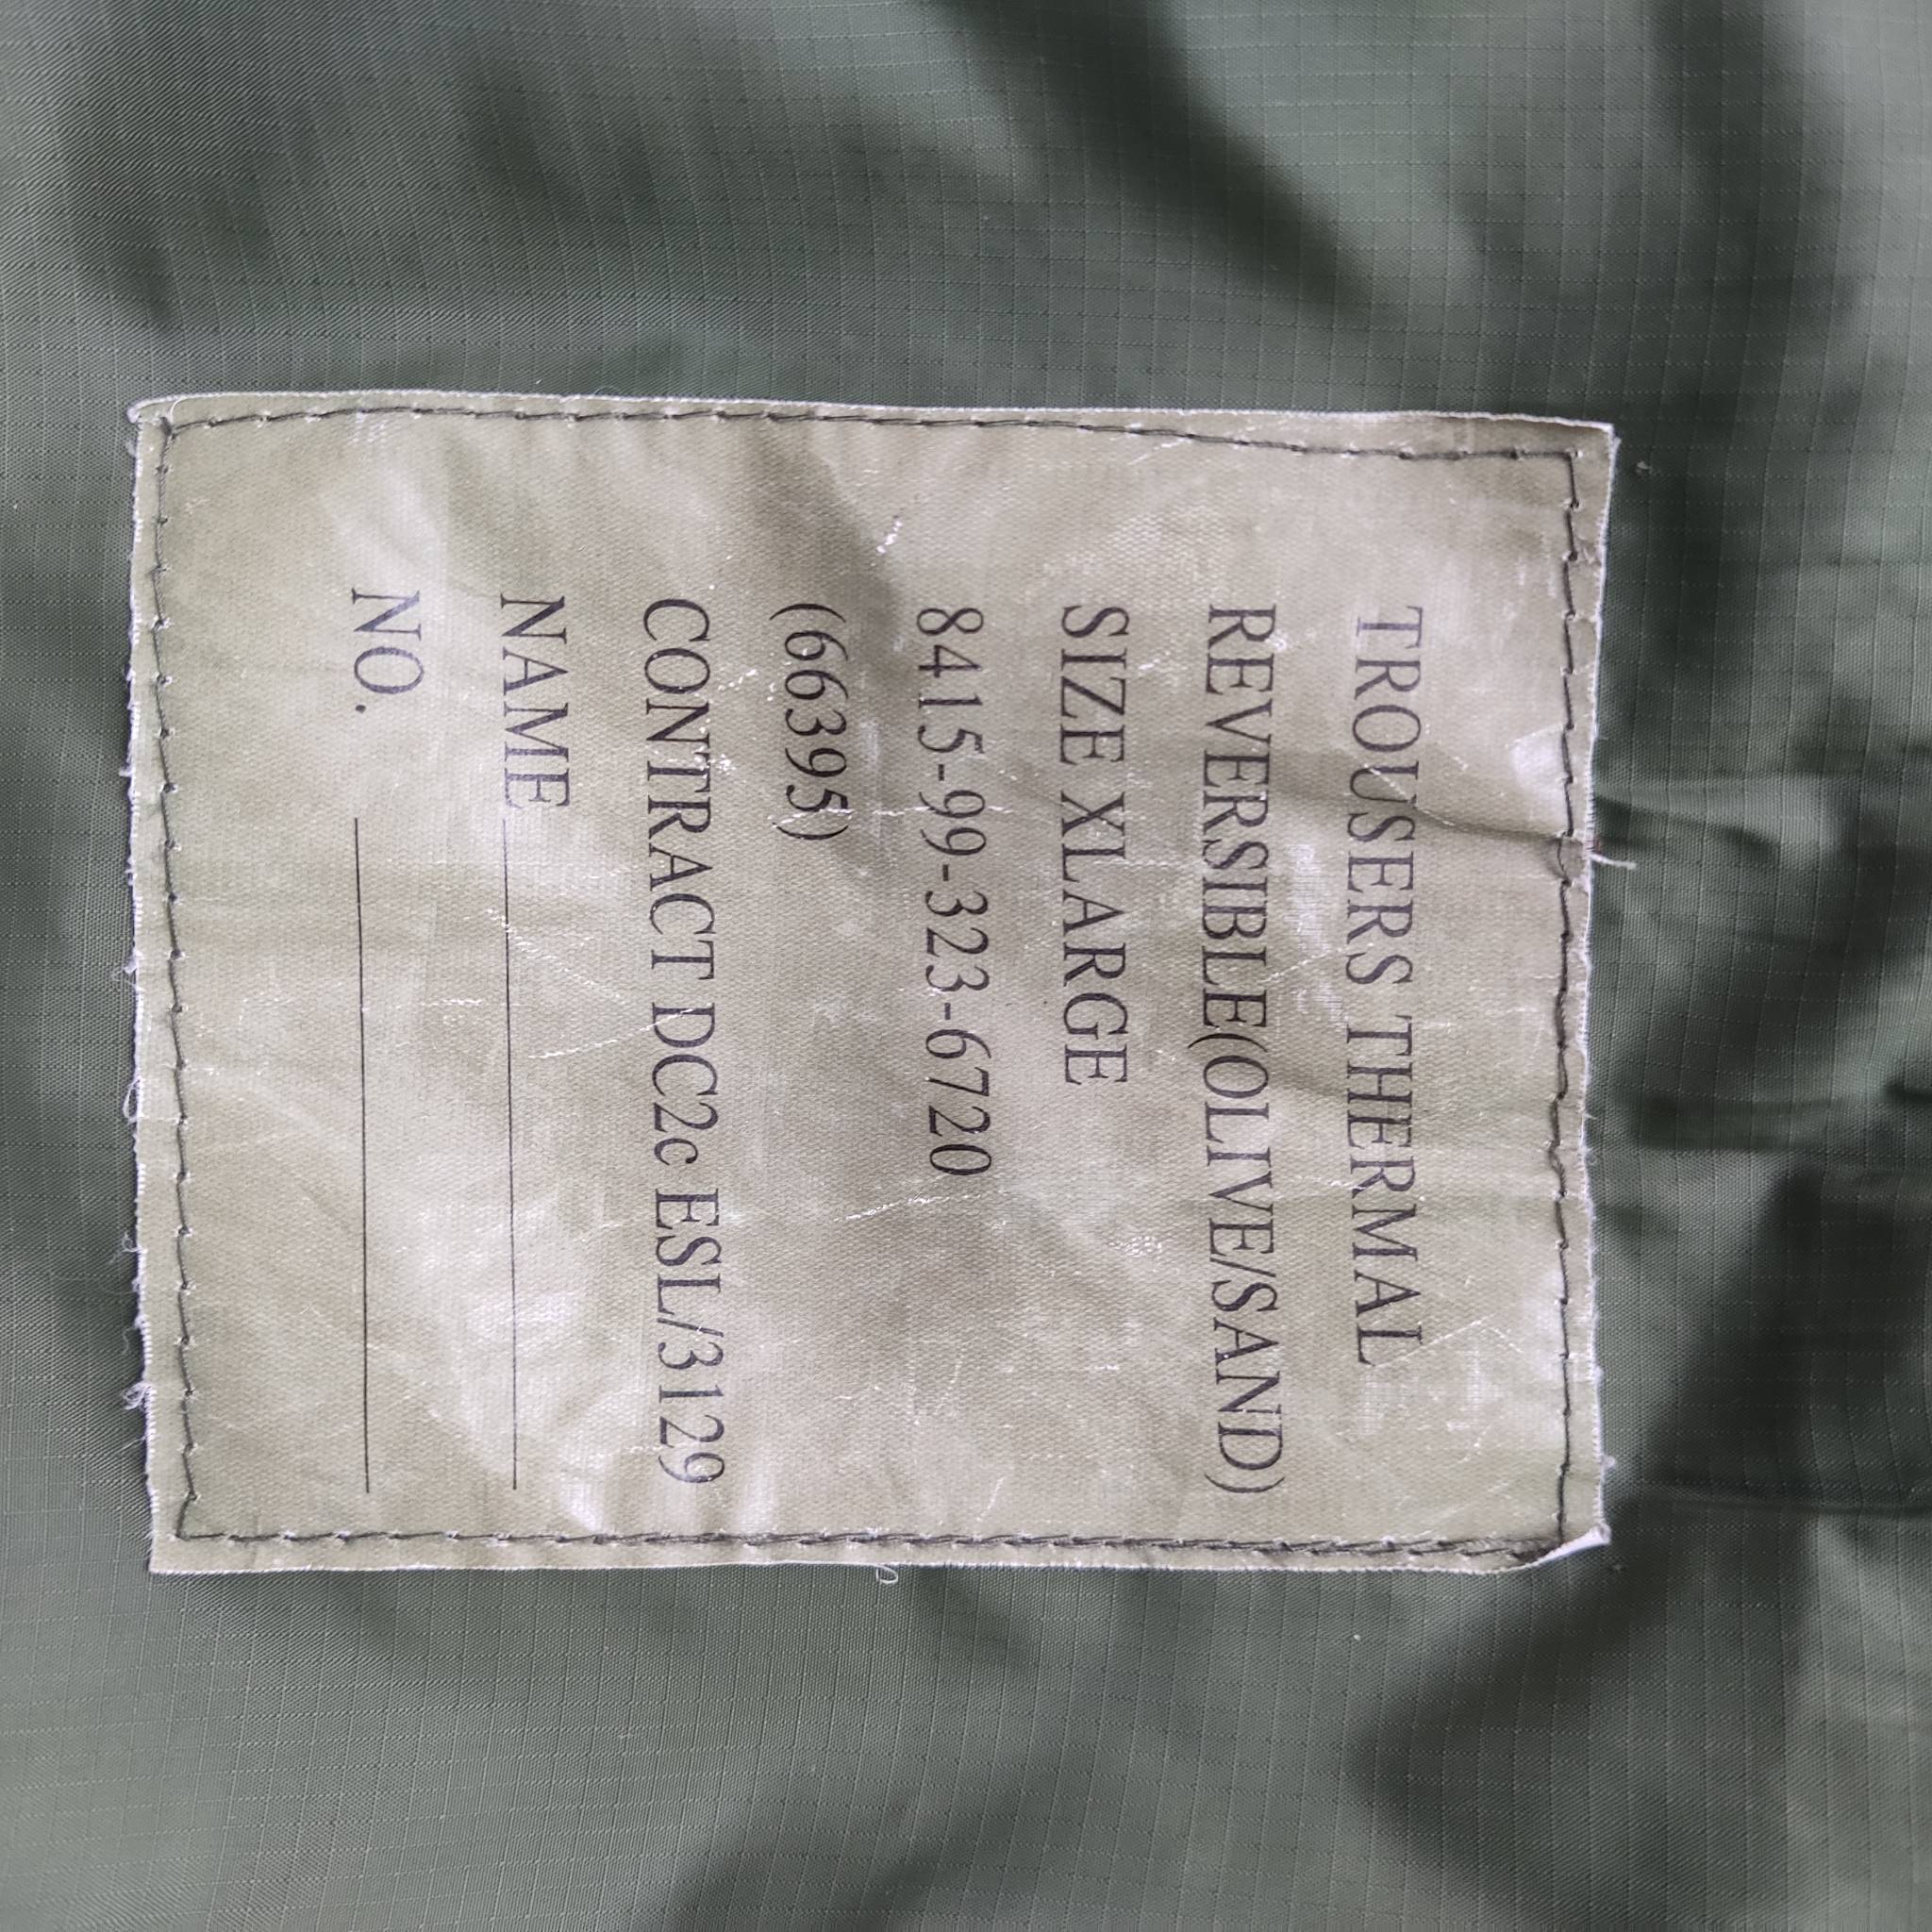 TROUSERS THERMAL
REVERSIBLE(OLIVE/SAND)
SIZE XLARGE
8415-99-323-6720
(66395)
CONTRACT DC2c ESL/3129
NAME
NO.